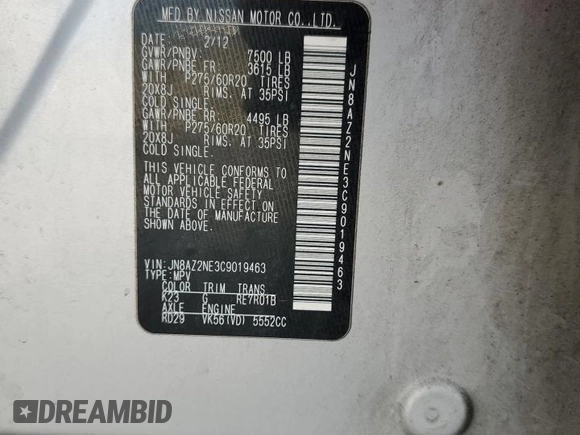 MFD BY NISSAN MOTOR CO.,LTD.
DATE: 2/12
GVWR/PNBV 7500 LB
GAWR/PNBE FR 3615 LB
WITH P275/60R20 TIRES
20X8J RIMS, AT 35PSI
COLD SINGLE.
GAWR/PNBE RR: 4495 LB
WITH P275/60R20 TIRES
20X8J RIMS, AT 35PSI
COLD SINGLE.
THIS VEHICLE CONFORMS TO
ALL APPLICABLE FEDERAL
MOTOR VEHICLE SAFETY
STANDARDS IN EFFECT ON
THE DATE OF MANUFACTURE
SHOWN ABOVE.
VIN: JN8AZ2NE3C9019463
TYPE:MPV
COLOR TRIM TRANS
K23 G RE7R01B
AXLE ENGINE
RD29 VK56(VD) 5552CC
JN8AZ2NE3C9019463
DREAMBID